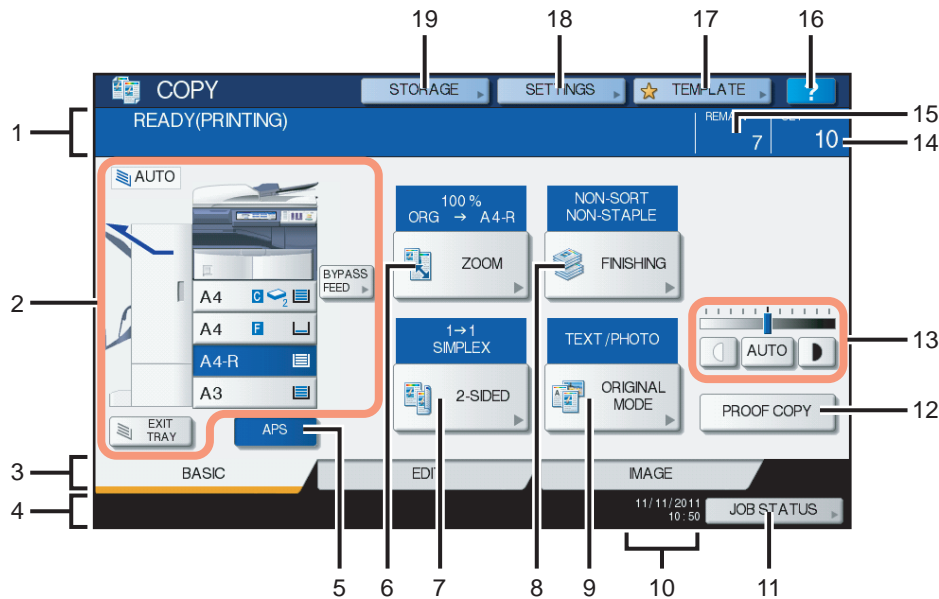 19 18 17 16
COPY STORAGE SETTINGS TEMPLATE ?
1 READY(PRINTING) REMAIN 15
7 10 14
AUTO
100 %
ORG → A4-R
NON-SORT
NON-STAPLE
ZOOM FINISHING
BYPASS
FEED
2
A4 C 2
A4 F
A4-R
A3
1→1
SIMPLEX
TEXT/PHOTO
AUTO 13
2-SIDED
ORIGINAL
MODE
PROOF COPY 12
EXIT
TRAY
APS
3 BASIC EDIT IMAGE
4 11/11/2011
10:50
JOB STATUS
5 6 7 8 9 10 11